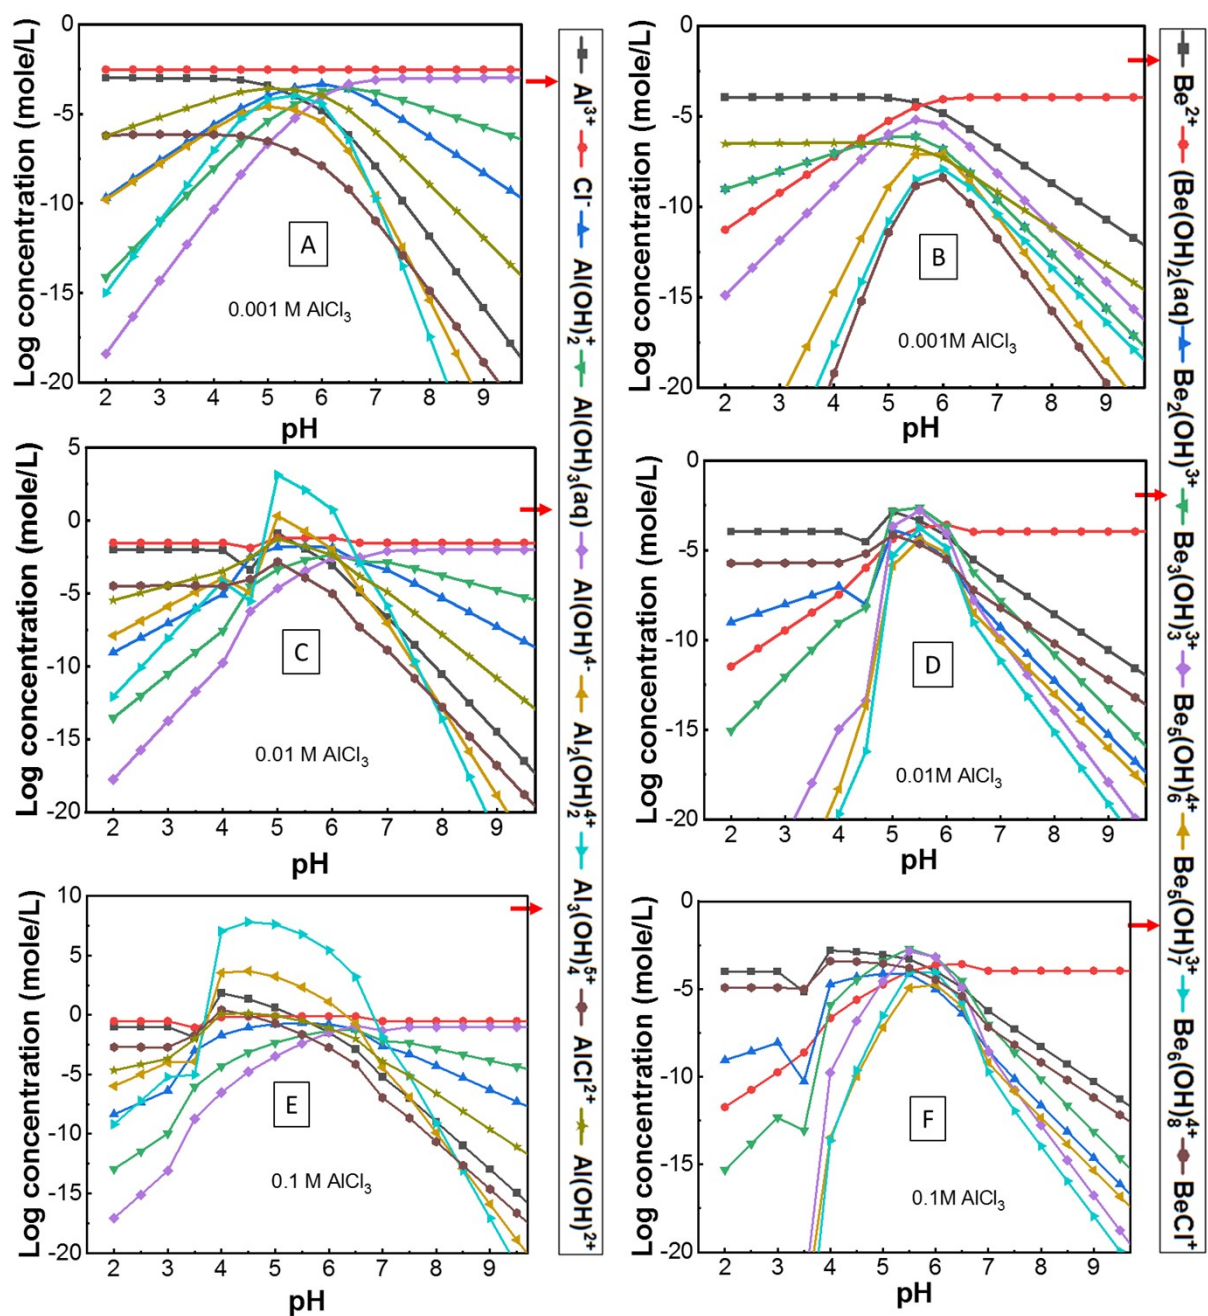 Log concentration (mole/L)
0
-5
-10
-15
-20
A
0.001 M AlCl₃
2 3 4 5 6 7 8 9
pH
Log concentration (mole/L)
5
0
-5
-10
-15
-20
C
0.01 M AlCl₃
2 3 4 5 6 7 8 9
pH
Log concentration (mole/L)
10
5
0
-5
-10
-15
-20
E
0.1 M AlCl₃
2 3 4 5 6 7 8 9
pH
Al³⁺ Cl⁻ Al(OH)₂⁺ Al(OH)₃(aq) Al(OH)⁴⁻ Al₂(OH)₂⁴⁺ Al₃(OH)₄⁵⁺ AlCl²⁺ Al(OH)²⁺
Log concentration (mole/L)
0
-5
-10
-15
-20
B
0.001M AlCl₃
2 3 4 5 6 7 8 9
pH
Log concentration (mole/L)
0
-5
-10
-15
-20
D
0.01M AlCl₃
2 3 4 5 6 7 8 9
pH
Log concentration (mole/L)
0
-5
-10
-15
-20
F
0.1M AlCl₃
2 3 4 5 6 7 8 9
pH
Be²⁺ (Be(OH)₂(aq) Be₂(OH)³⁺ Be₃(OH)₃³⁺ Be₅(OH)₆⁴⁺ Be₅(OH)₇³⁺ Be₆(OH)₈⁴⁺ BeCl⁺